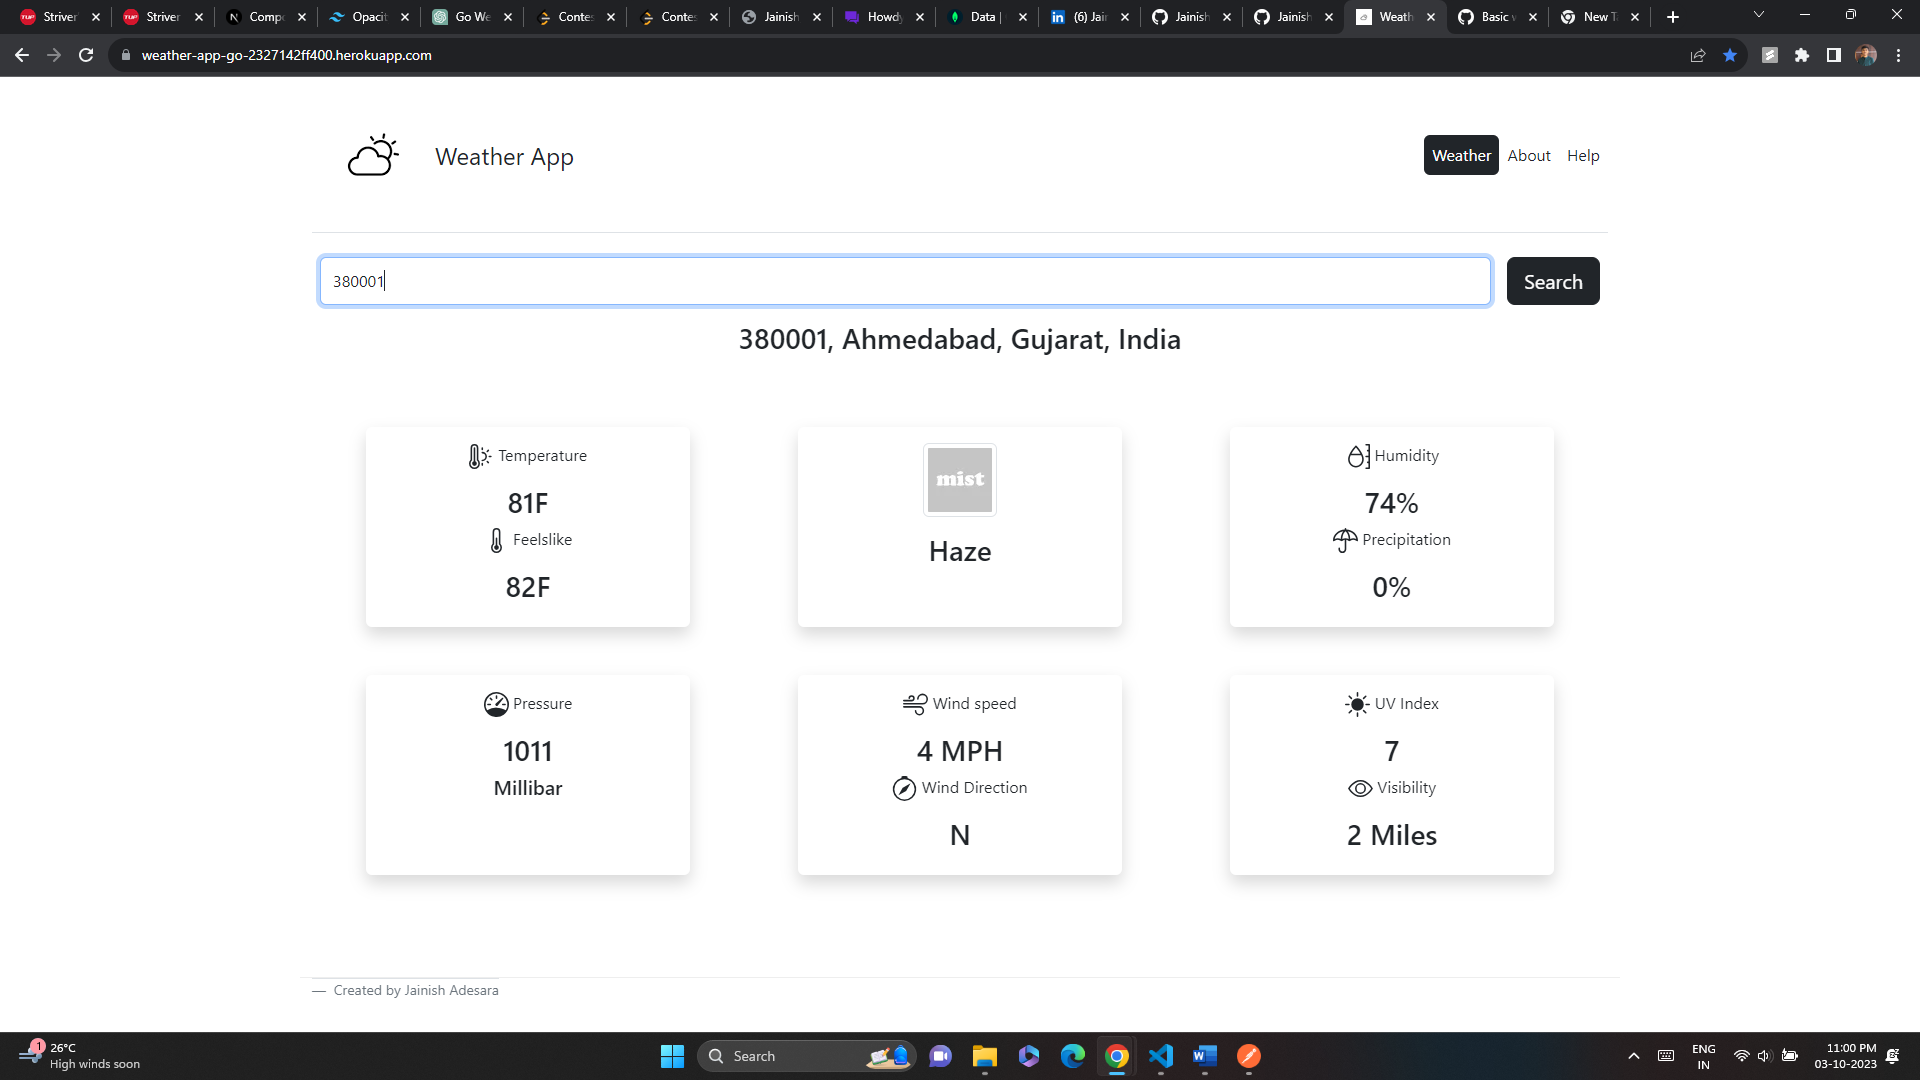 Striver Striver Compo Opacit Go We Contes Contes Jainish Howdy Data | (6) Jair Jainish Jainish Weath Basic New T
weather-app-go-2327142ff400.herokuapp.com
Weather App
Weather About Help
380001
Search
380001, Ahmedabad, Gujarat, India
Temperature
81F
Feelslike
82F
mist
Haze
Humidity
74%
Precipitation
0%
Pressure
1011
Millibar
Wind speed
4 MPH
Wind Direction
N
UV Index
7
Visibility
2 Miles
— Created by Jainish Adesara
1
26°C
High winds soon
Search
ENG
IN
11:00 PM
03-10-2023